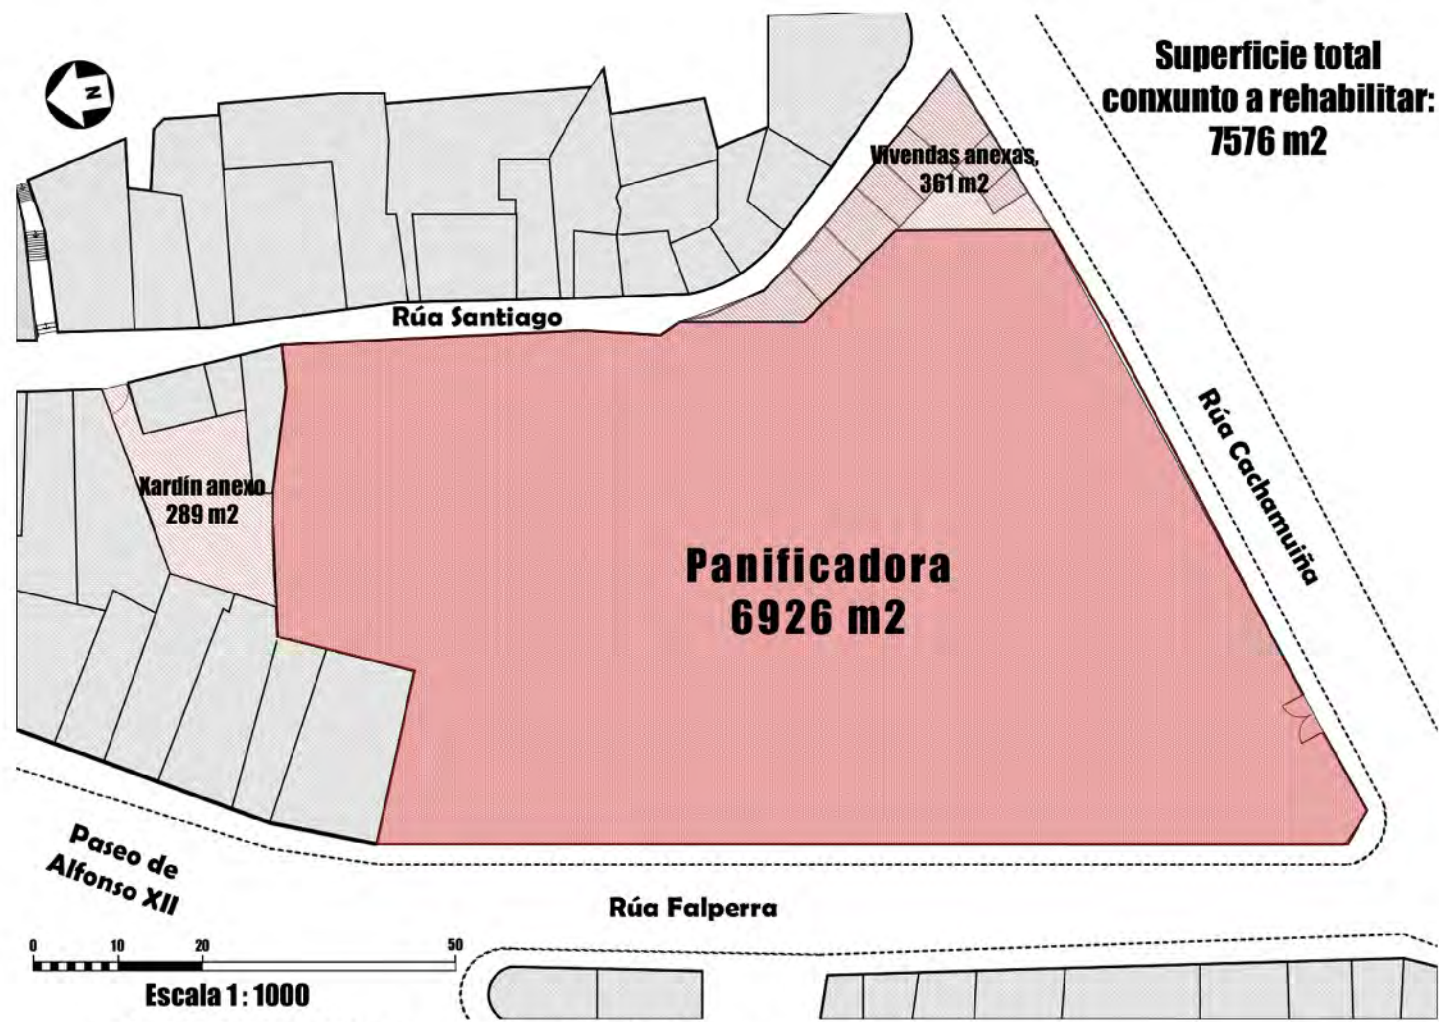 Superficie total
conxunto a rehabilitar:
7576 m2
N
Vivendas anexas,
361 m2
Rúa Santiago
Rúa Cachamuiña
Xardín anexo
289 m2
Panificadora
6926 m2
Paseo de
Alfonso XII
Rúa Falperra
0 10 20 50
Escala 1 : 1000